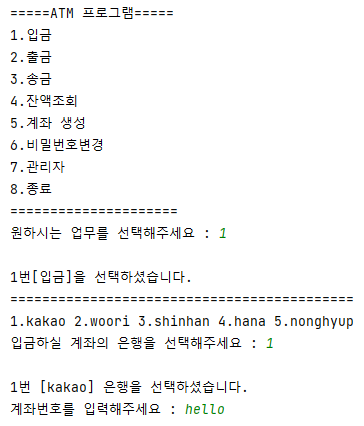 =====ATM 프로그램=====
1.입금
2.출금
3.송금
4.잔액조회
5.계좌 생성
6.비밀번호변경
7.관리자
8.종료
=====================
원하시는 업무를 선택해주세요 : 1
1번[입금]을 선택하셨습니다.
===========================================
1.kakao 2.woori 3.shinhan 4.hana 5.nonghyup
입금하실 계좌의 은행을 선택해주세요 : 1
1번 [kakao] 은행을 선택하셨습니다.
계좌번호를 입력해주세요 : hello